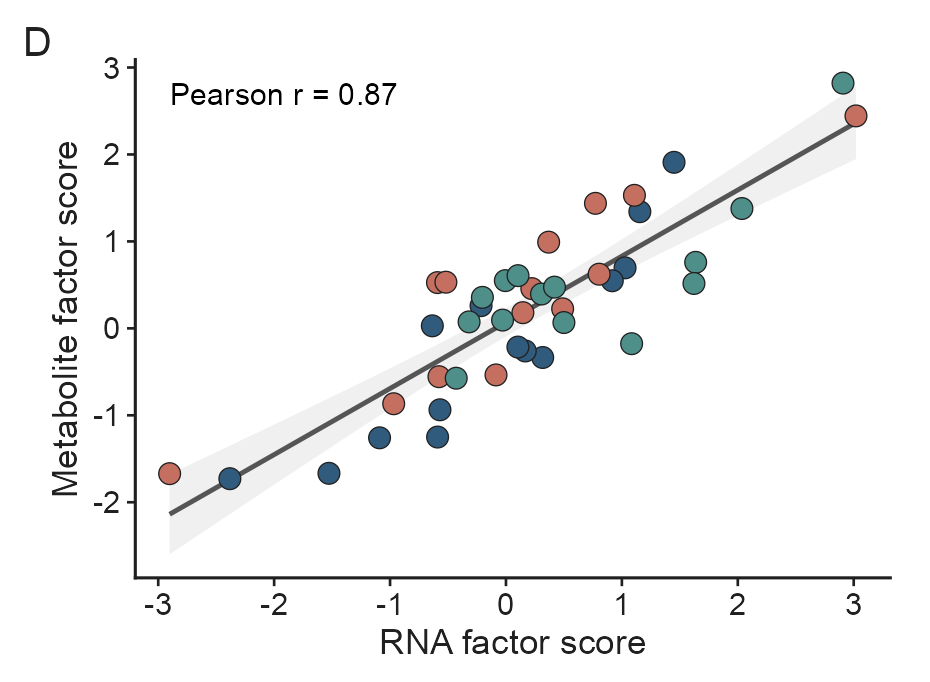 D
Pearson r = 0.87
Metabolite factor score
3
2
1
0
-1
-2
-3 -2 -1 0 1 2 3
RNA factor score